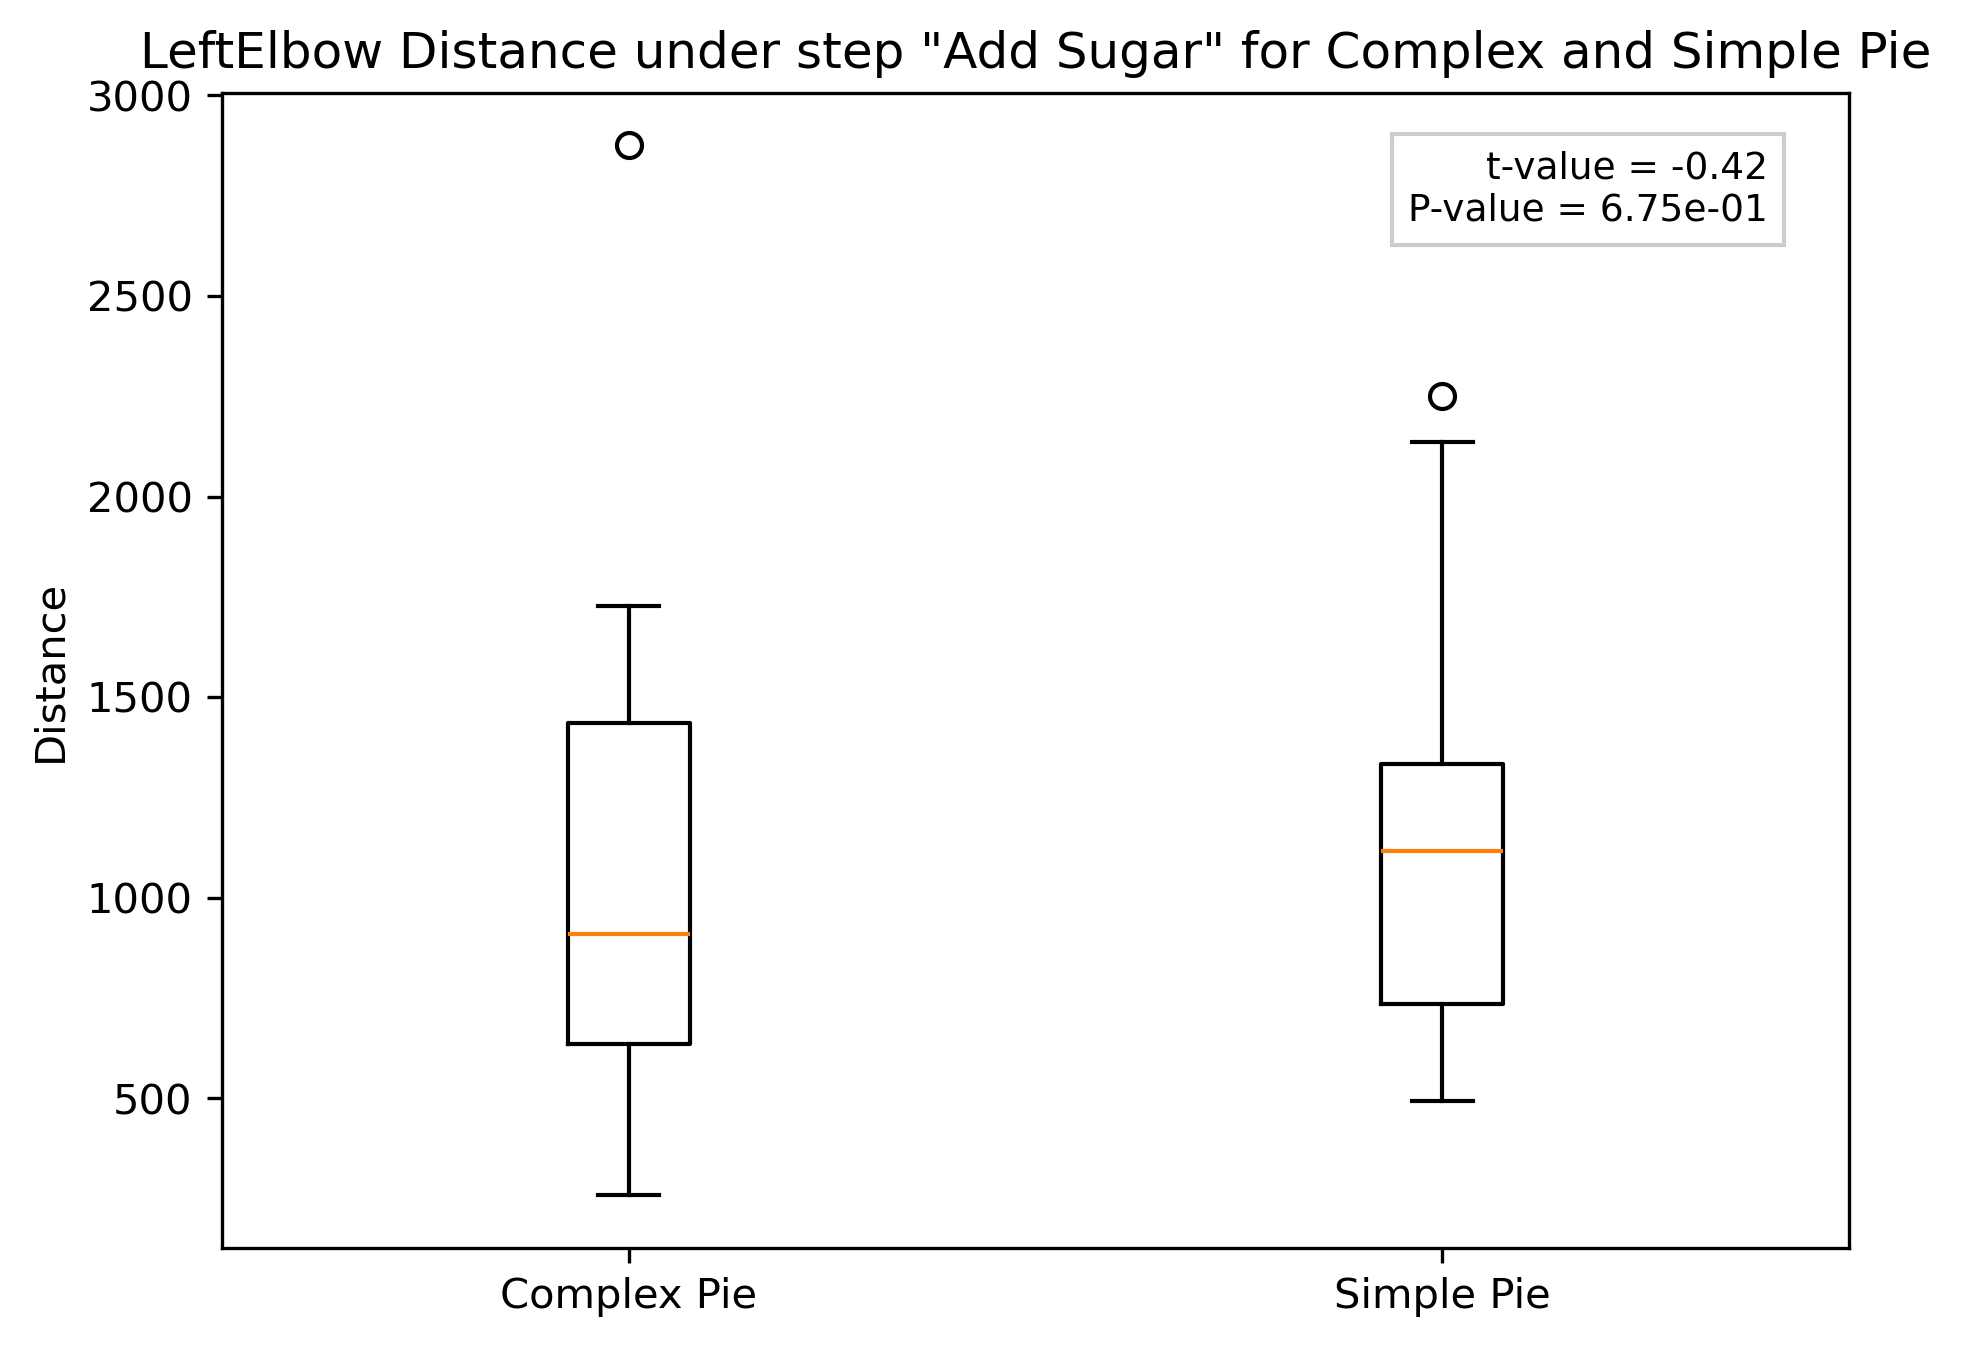 LeftElbow Distance under step "Add Sugar" for Complex and Simple Pie
3000
2500
2000
1500
1000
500
Distance
t-value = -0.42
P-value = 6.75e-01
Complex Pie
Simple Pie